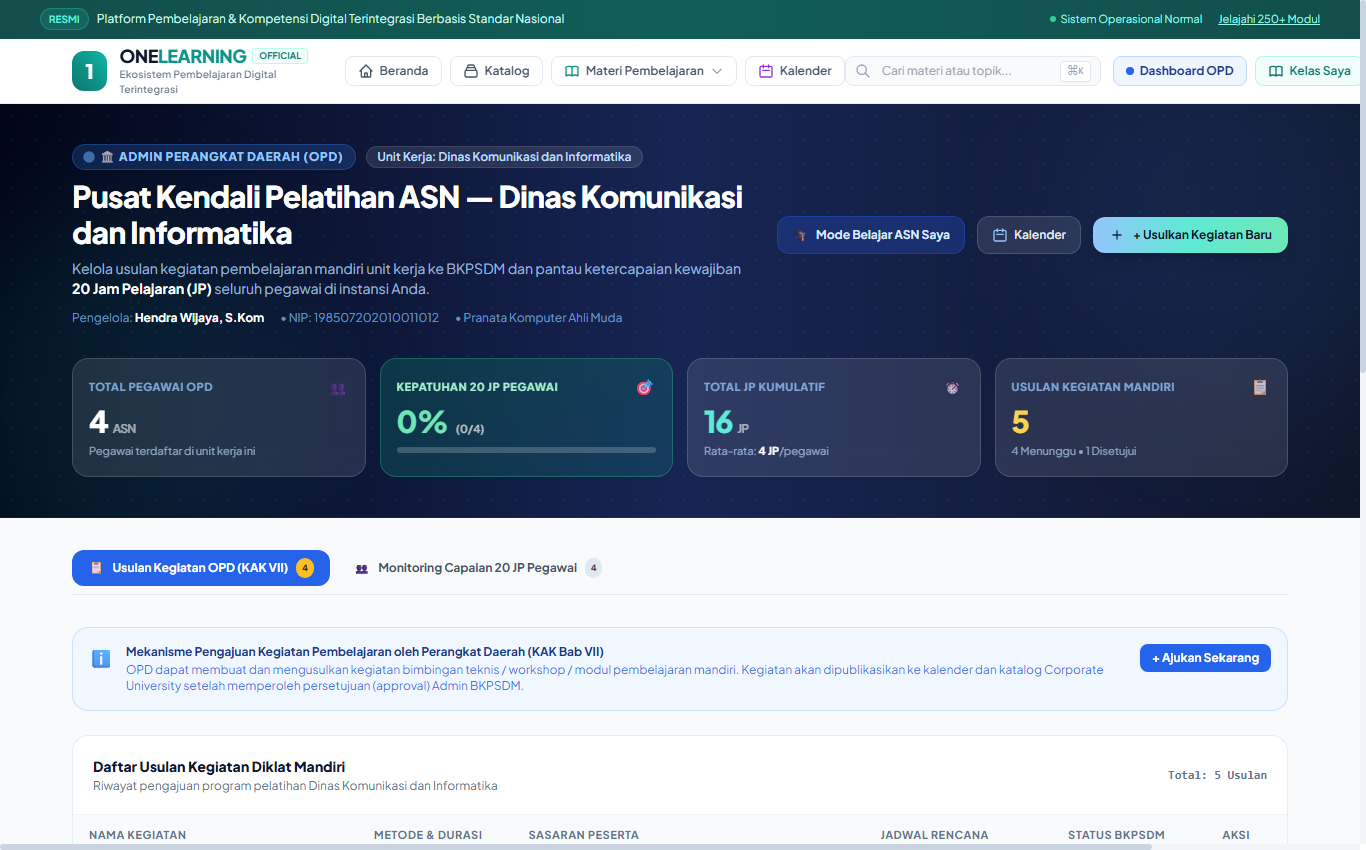 RESMI Platform Pembelajaran & Kompetensi Digital Terintegrasi Berbasis Standar Nasional
Sistem Operasional Normal Jelajahi 250+ Modul
1
ONELEARNING OFFICIAL
Ekosistem Pembelajaran Digital
Terintegrasi
Beranda Katalog Materi Pembelajaran Kalender Cari materi atau topik... ⌘K Dashboard OPD Kelas Saya
ADMIN PERANGKAT DAERAH (OPD) Unit Kerja: Dinas Komunikasi dan Informatika
Pusat Kendali Pelatihan ASN — Dinas Komunikasi
dan Informatika
Mode Belajar ASN Saya Kalender + + Usulkan Kegiatan Baru
Kelola usulan kegiatan pembelajaran mandiri unit kerja ke BKPSDM dan pantau ketercapaian kewajiban
20 Jam Pelajaran (JP) seluruh pegawai di instansi Anda.
Pengelola: Hendra Wijaya, S.Kom • NIP: 198507202010011012 • Pranata Komputer Ahli Muda
TOTAL PEGAWAI OPD
4 ASN
Pegawai terdaftar di unit kerja ini
KEPATUHAN 20 JP PEGAWAI
0% (0/4)
TOTAL JP KUMULATIF
16 JP
Rata-rata: 4 JP/pegawai
USULAN KEGIATAN MANDIRI
5
4 Menunggu • 1 Disetujui
Usulan Kegiatan OPD (KAK VII) 4 Monitoring Capaian 20 JP Pegawai 4
Mekanisme Pengajuan Kegiatan Pembelajaran oleh Perangkat Daerah (KAK Bab VII)
OPD dapat membuat dan mengusulkan kegiatan bimbingan teknis / workshop / modul pembelajaran mandiri. Kegiatan akan dipublikasikan ke kalender dan katalog Corporate
University setelah memperoleh persetujuan (approval) Admin BKPSDM.
+ Ajukan Sekarang
Daftar Usulan Kegiatan Diklat Mandiri
Riwayat pengajuan program pelatihan Dinas Komunikasi dan Informatika
Total: 5 Usulan
NAMA KEGIATAN METODE & DURASI SASARAN PESERTA JADWAL RENCANA STATUS BKPSDM AKSI